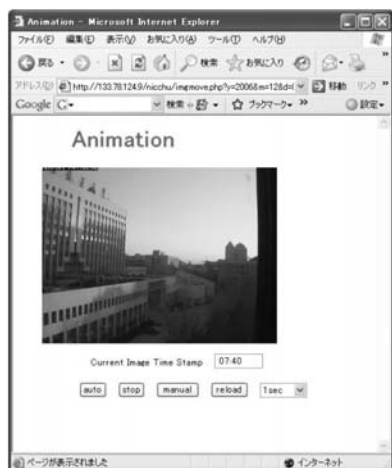 Animation - Microsoft Internet Explorer
ファイル(F) 編集(E) 表示(V) お気に入り(A) ツール(T) ヘルプ(H)
戻る 検索 お気に入り
アドレス(D) http://133.78.124.9/nicchu/imgmove.php?y=2006&m=12&d=( 移動 リンク
Google G 検索 ブックマーク 設定
Animation
Current Image Time Stamp 07:40
auto stop manual reload 1sec
ページが表示されました インターネット